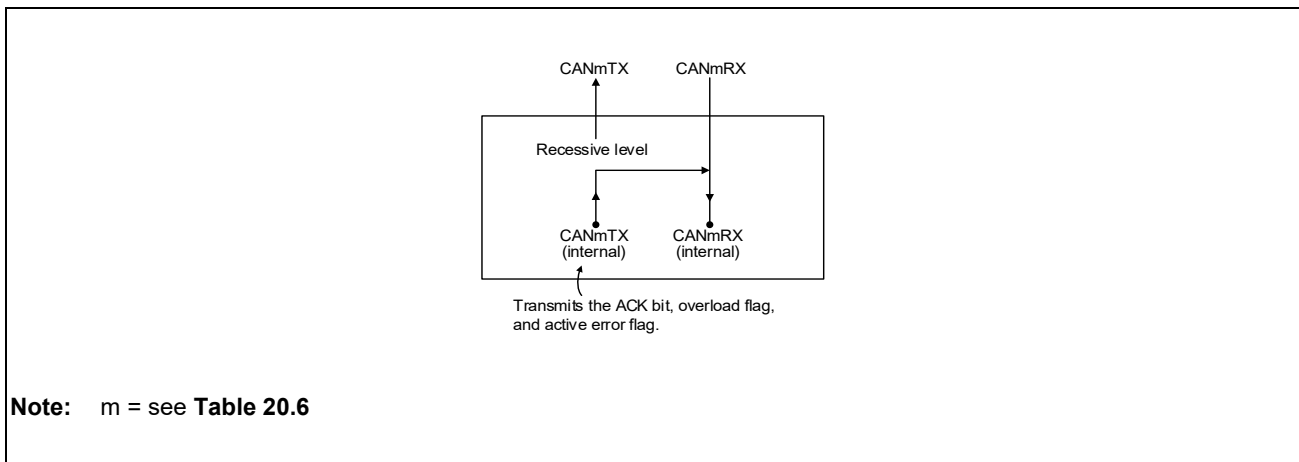 CANmTX CANmRX
Recessive level
CANmTX CANmRX
(internal) (internal)
Transmits the ACK bit, overload flag,
and active error flag.
Note: m = see Table 20.6